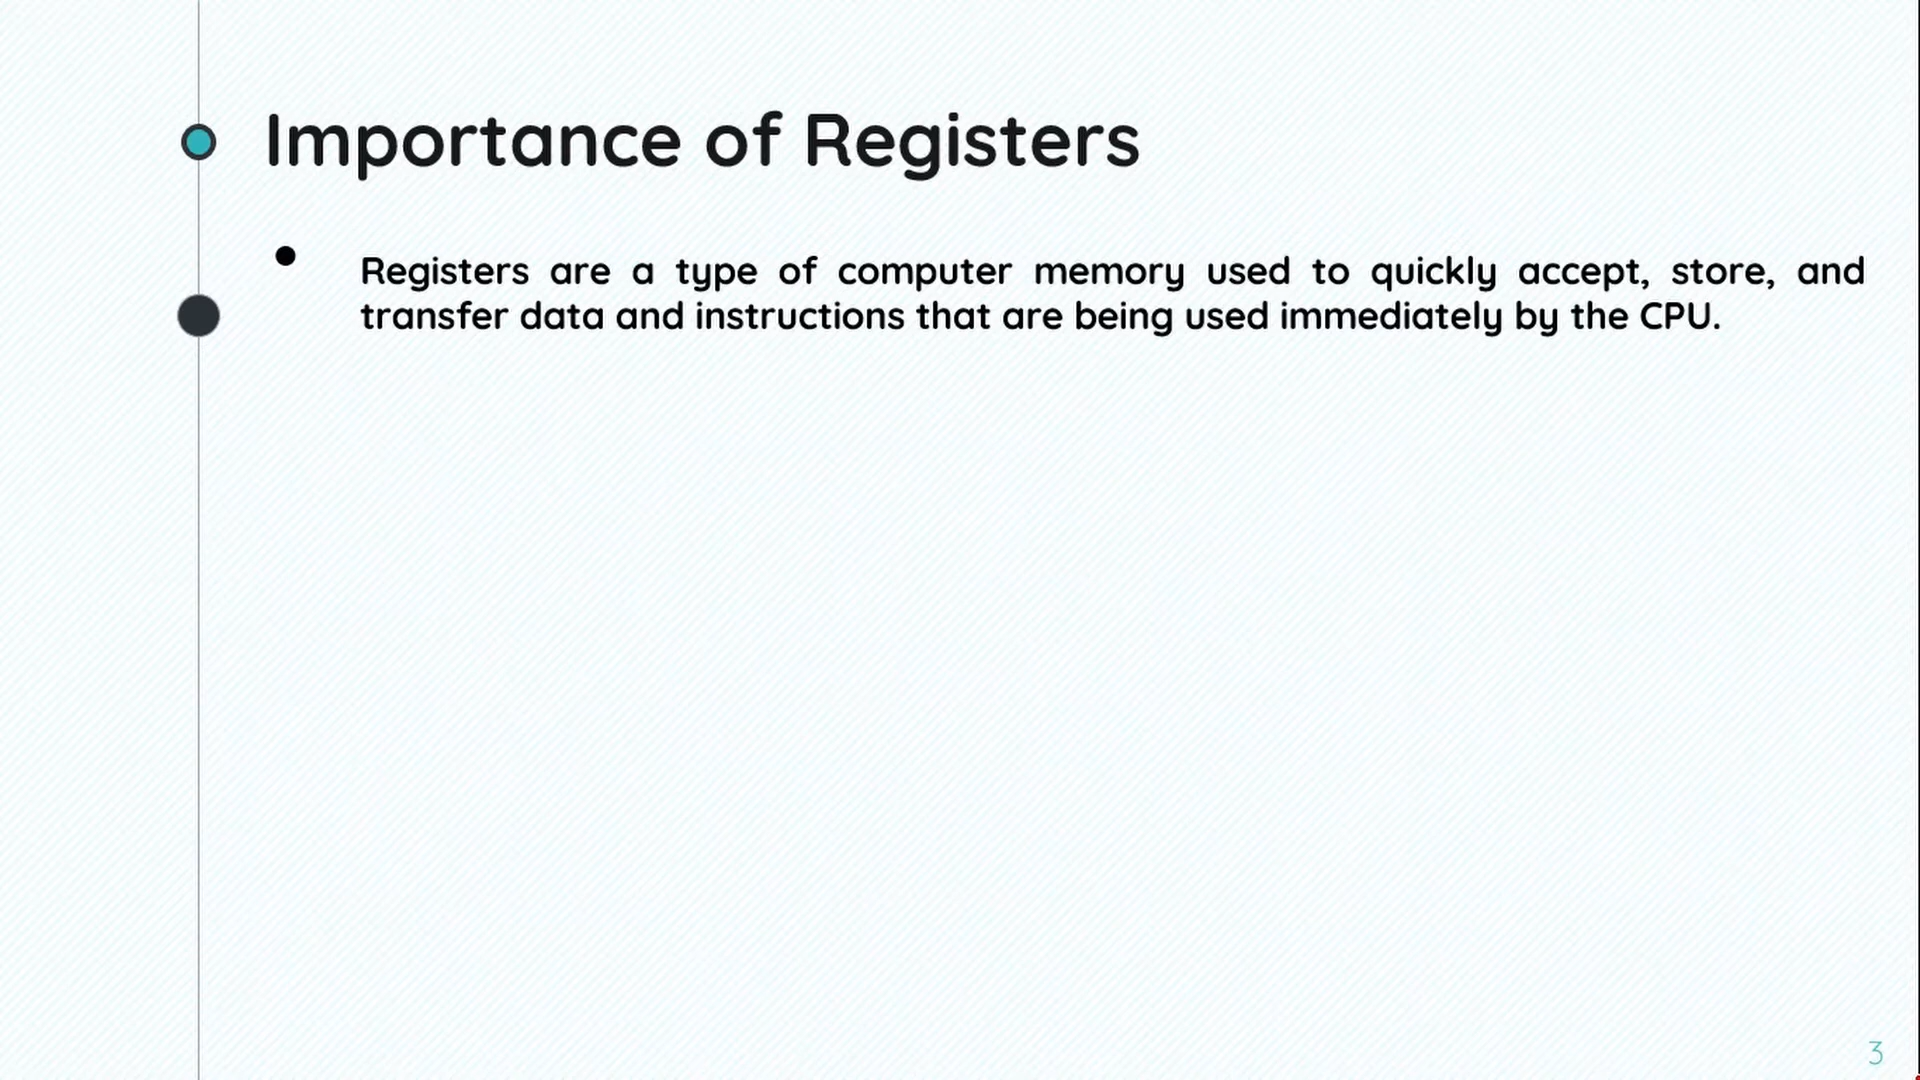 Importance of Registers
• Registers are a type of computer memory used to quickly accept, store, and
transfer data and instructions that are being used immediately by the CPU.
3